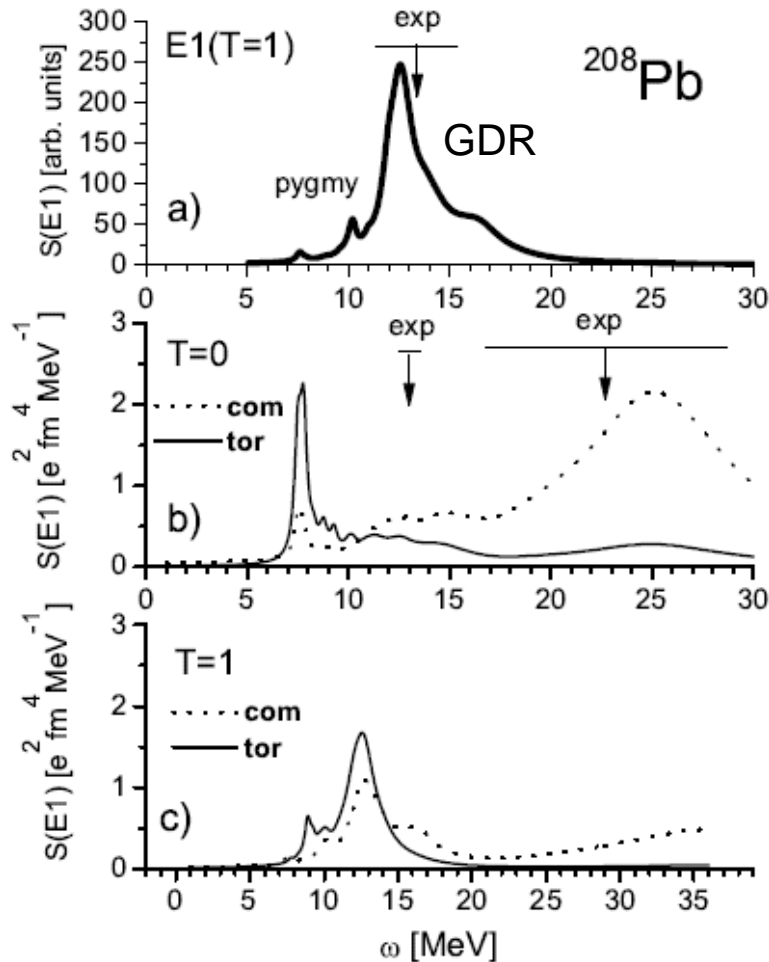 exp
E1(T=1)
208Pb
GDR
pygmy
a)
S(E1) [arb. units]
300
250
200
150
100
50
0
0 5 10 15 20 25 30
exp
exp
T=0
com
tor
b)
S(E1) [e2 fm4 MeV-1]
3
2
1
0
0 5 10 15 20 25 30
T=1
com
tor
c)
S(E1) [e2 fm4 MeV-1]
3
2
1
0
0 5 10 15 20 25 30 35
ω [MeV]